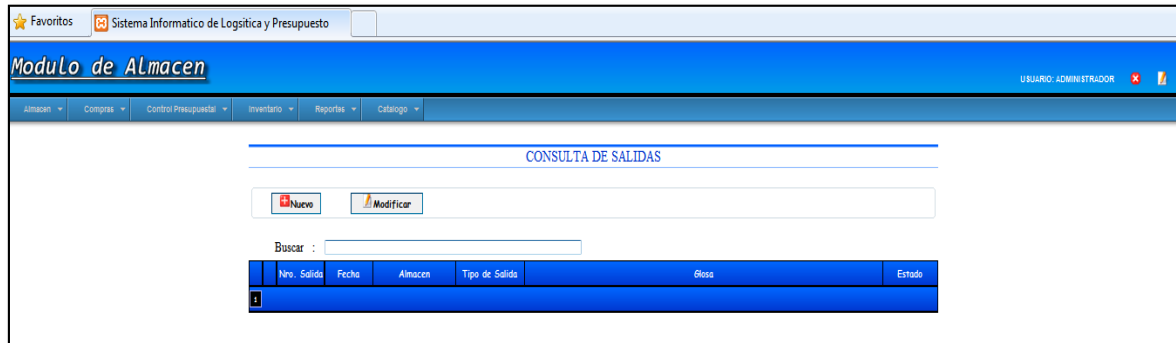 Favoritos Sistema Informatico de Logsitica y Presupuesto
Modulo de Almacen
USUARIO: ADMINISTRADOR
Almacen Compras Control Presupuestal Inventario Reportes Catalogo
CONSULTA DE SALIDAS
Nuevo Modificar
Buscar :
Nro. Salida Fecha Almacen Tipo de Salida Glosa Estado
: